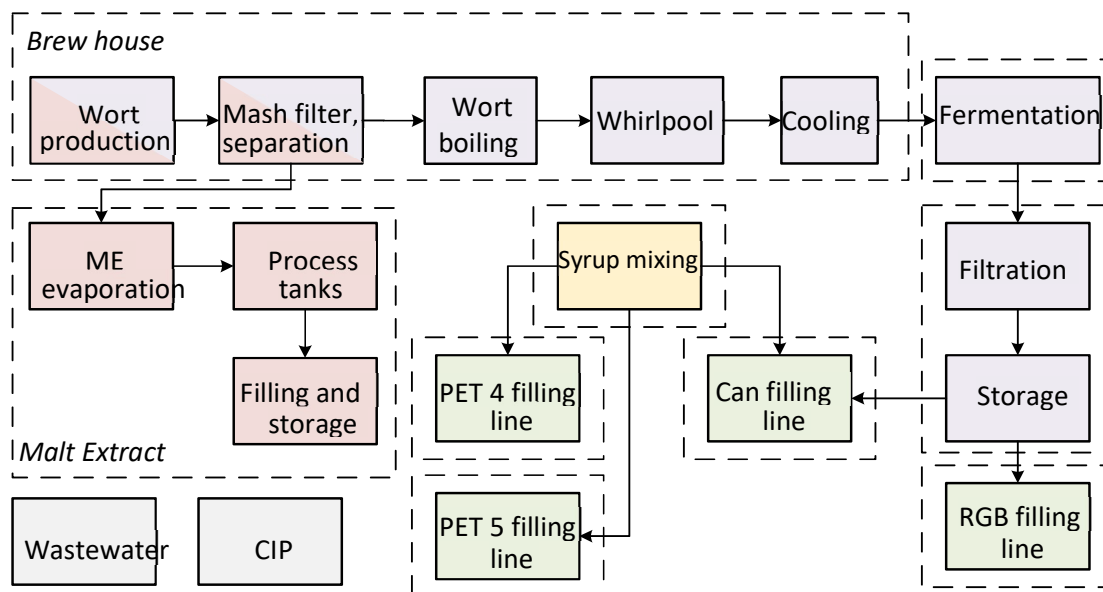 Brew house
Wort
production
Mash filter,
separation
Wort
boiling
Whirlpool
Cooling
Fermentation
ME
evaporation
Process
tanks
Filling and
storage
Malt Extract
Syrup mixing
PET 4 filling
line
Can filling
line
PET 5 filling
line
Filtration
Storage
RGB filling
line
Wastewater
CIP